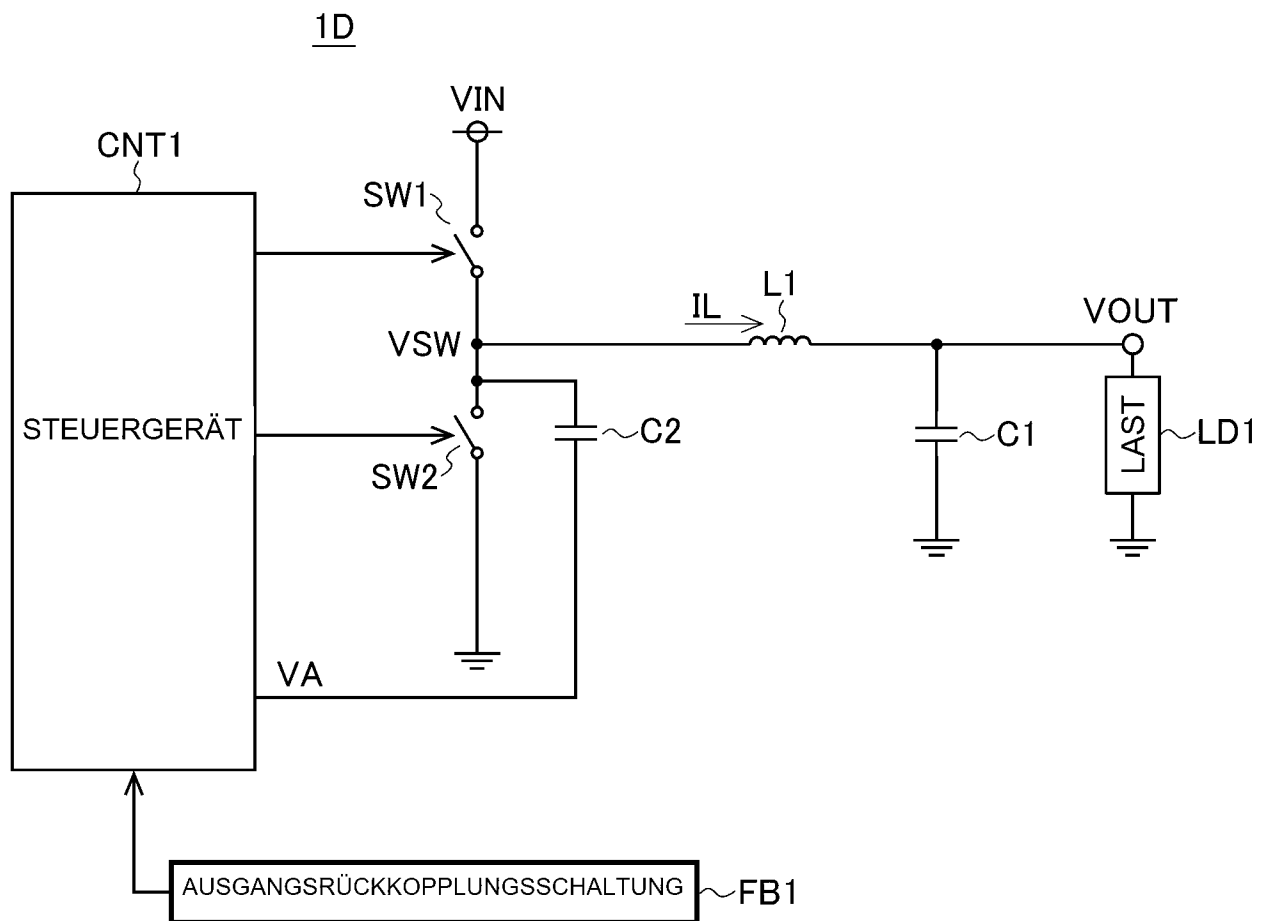 1D
VIN
CNT1
SW1
L1
IL
VOUT
VSW
STEUERGERÄT
C2
C1
LAST
LD1
SW2
VA
AUSGANGSRÜCKKOPPLUNGSSCHALTUNG
FB1